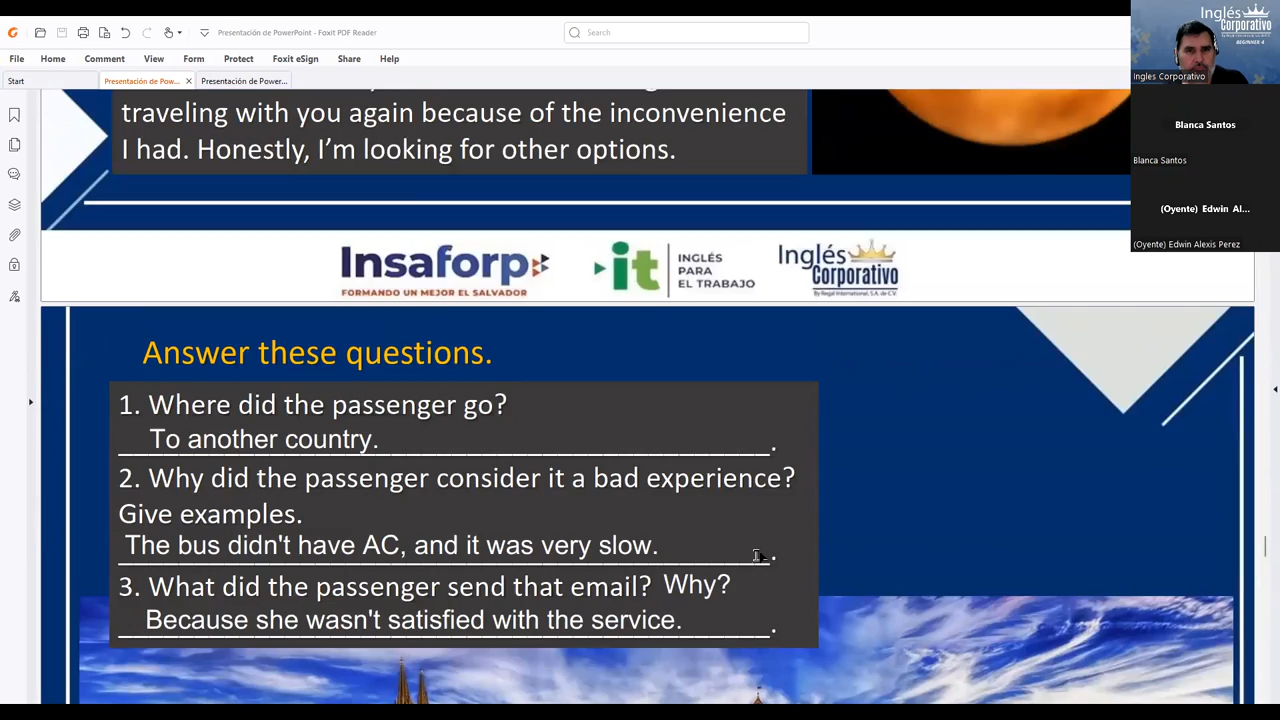 Presentación de PowerPoint - Foxit PDF Reader
Search
File Home Comment View Form Protect Foxit eSign Share Help
Start
Presentación de Pow...
Presentación de Power...
traveling with you again because of the inconvenience
I had. Honestly, I'm looking for other options.
Insaforp
FORMANDO UN MEJOR EL SALVADOR
it
INGLÉS
PARA
EL TRABAJO
Inglés
Corporativo
By Regal International, S.A. de C.V.
Answer these questions.
1. Where did the passenger go?
To another country.
2. Why did the passenger consider it a bad experience?
Give examples.
The bus didn't have AC, and it was very slow.
3. What did the passenger send that email? Why?
Because she wasn't satisfied with the service.
Inglés
Corporativo
BEGINNER 4
Ingles Corporativo
Blanca Santos
Blanca Santos
(Oyente) Edwin Al...
(Oyente) Edwin Alexis Perez